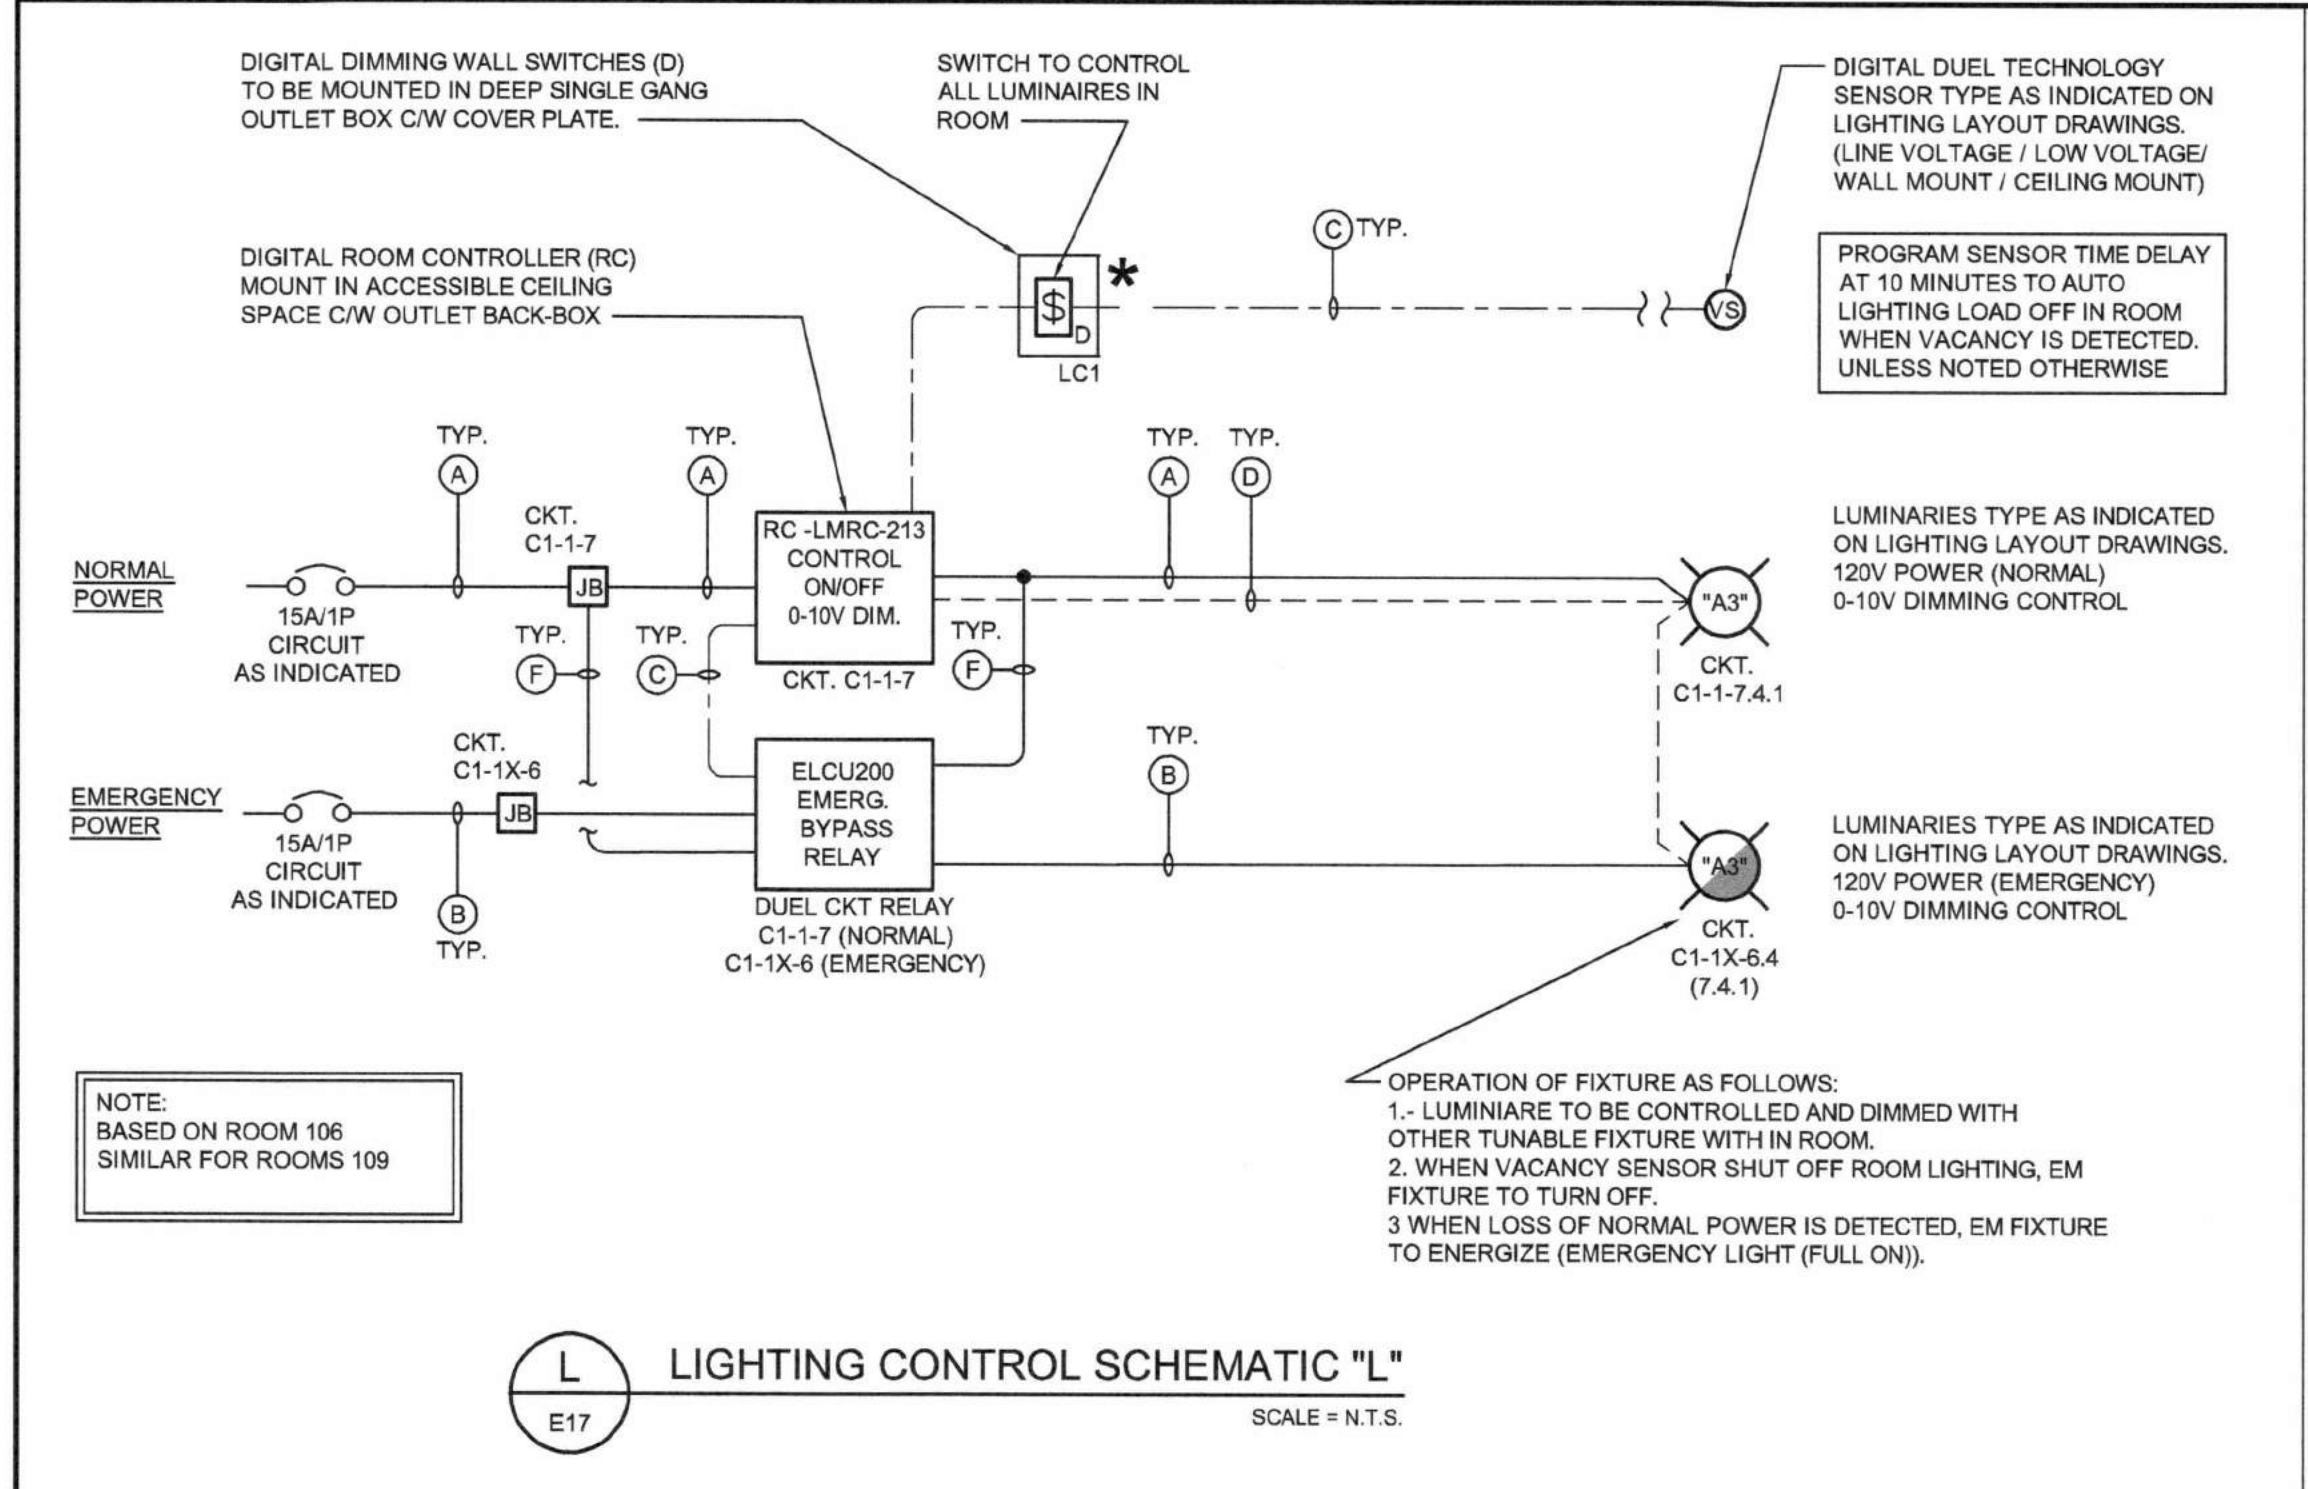 DIGITAL DIMMING WALL SWITCHES (D)
TO BE MOUNTED IN DEEP SINGLE GANG
OUTLET BOX C/W COVER PLATE.
SWITCH TO CONTROL
ALL LUMINAIRES IN
ROOM
DIGITAL DUEL TECHNOLOGY
SENSOR TYPE AS INDICATED ON
LIGHTING LAYOUT DRAWINGS.
(LINE VOLTAGE / LOW VOLTAGE/
WALL MOUNT / CEILING MOUNT)
DIGITAL ROOM CONTROLLER (RC)
MOUNT IN ACCESSIBLE CEILING
SPACE C/W OUTLET BACK-BOX
$
D
*
LC1
C TYP.
VS
PROGRAM SENSOR TIME DELAY
AT 10 MINUTES TO AUTO
LIGHTING LOAD OFF IN ROOM
WHEN VACANCY IS DETECTED.
UNLESS NOTED OTHERWISE
TYP.
A
TYP.
A
TYP.
A
TYP.
D
NORMAL
POWER
15A/1P
CIRCUIT
AS INDICATED
CKT.
C1-1-7
JB
RC -LMRC-213
CONTROL
ON/OFF
0-10V DIM.
CKT. C1-1-7
TYP.
F
TYP.
C
TYP.
F
"A3"
CKT.
C1-1-7.4.1
LUMINARIES TYPE AS INDICATED
ON LIGHTING LAYOUT DRAWINGS.
120V POWER (NORMAL)
0-10V DIMMING CONTROL
EMERGENCY
POWER
15A/1P
CIRCUIT
AS INDICATED
CKT.
C1-1X-6
JB
B
TYP.
ELCU200
EMERG.
BYPASS
RELAY
DUEL CKT RELAY
C1-1-7 (NORMAL)
C1-1X-6 (EMERGENCY)
TYP.
B
"A3"
CKT.
C1-1X-6.4
(7.4.1)
LUMINARIES TYPE AS INDICATED
ON LIGHTING LAYOUT DRAWINGS.
120V POWER (EMERGENCY)
0-10V DIMMING CONTROL
OPERATION OF FIXTURE AS FOLLOWS:
1.- LUMINIARE TO BE CONTROLLED AND DIMMED WITH
OTHER TUNABLE FIXTURE WITH IN ROOM.
2. WHEN VACANCY SENSOR SHUT OFF ROOM LIGHTING, EM
FIXTURE TO TURN OFF.
3 WHEN LOSS OF NORMAL POWER IS DETECTED, EM FIXTURE
TO ENERGIZE (EMERGENCY LIGHT (FULL ON)).
NOTE:
BASED ON ROOM 106
SIMILAR FOR ROOMS 109
L
E17
LIGHTING CONTROL SCHEMATIC "L"
SCALE = N.T.S.